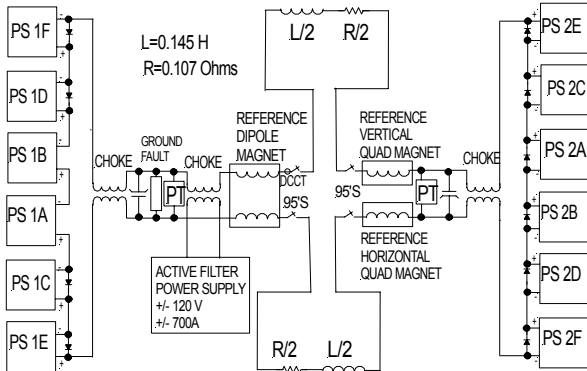 PS 1F
PS 1D
PS 1B
PS 1A
PS 1C
PS 1E
CHOKE
GROUND
FAULT
PT
CHOKE
ACTIVE FILTER
POWER SUPPLY
+/- 120 V
+/- 700A
L=0.145 H
R=0.107 Ohms
REFERENCE
DIPOLE
MAGNET
DCCT
95'S
L/2
R/2
R/2
L/2
REFERENCE
VERTICAL
QUAD MAGNET
95'S
REFERENCE
HORIZONTAL
QUAD MAGNET
PT
CHOKE
PS 2E
PS 2C
PS 2A
PS 2B
PS 2D
PS 2F